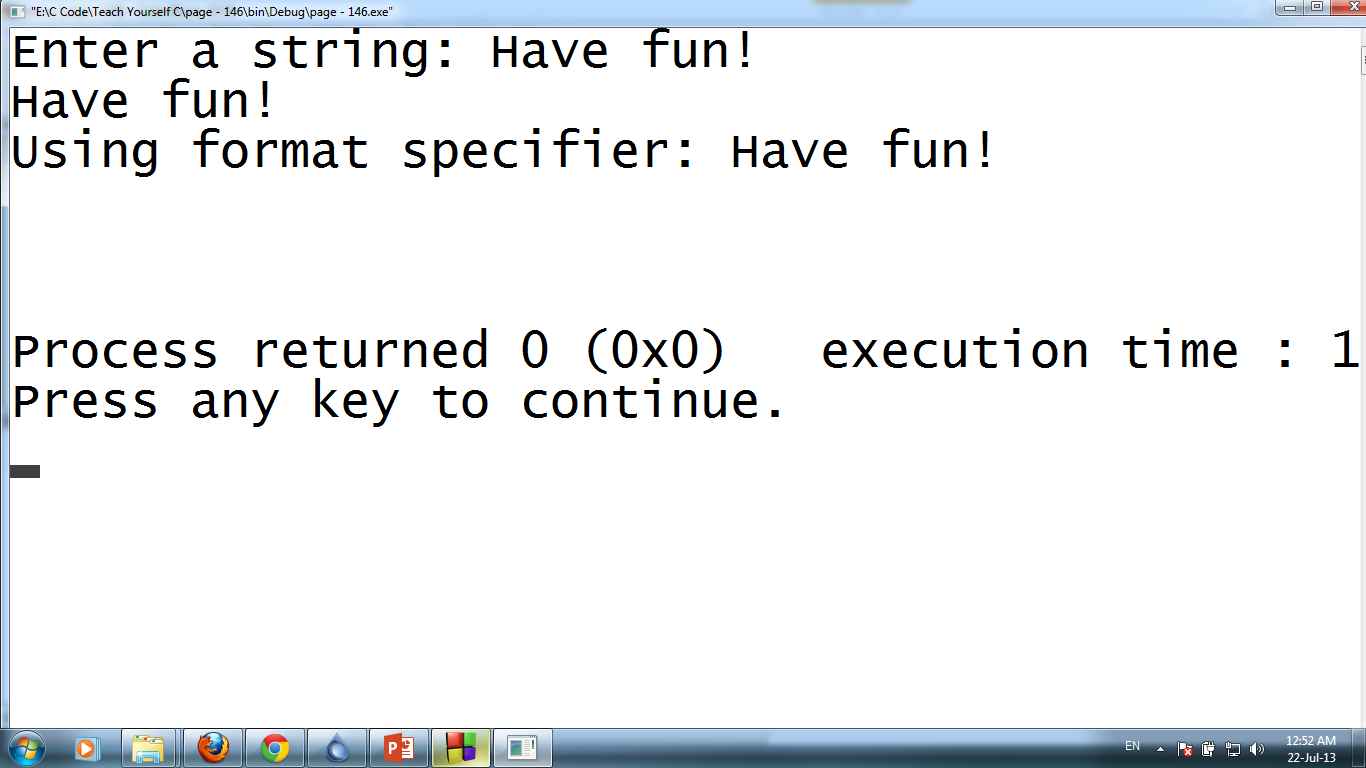 "E:\C Code\Teach Yourself C\page - 146\bin\Debug\page - 146.exe"
Enter a string: Have fun!
Have fun!
Using format specifier: Have fun!
Process returned 0 (0x0)   execution time : 1
Press any key to continue.
EN
12:52 AM
22-Jul-13